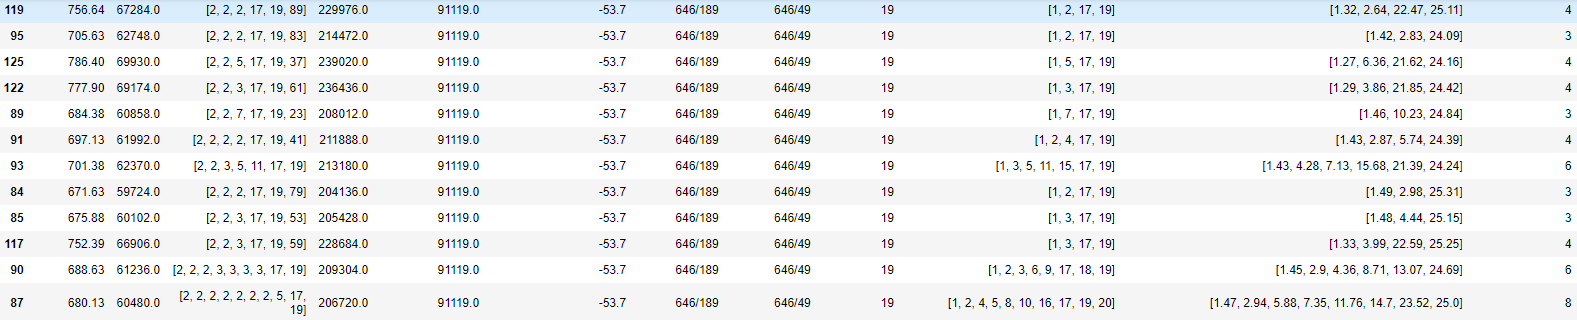 119 756.64 67284.0 [2, 2, 2, 17, 19, 89] 229976.0 91119.0 -53.7 646/189 646/49 19 [1, 2, 17, 19] [1.32, 2.64, 22.47, 25.11] 4
95 705.63 62748.0 [2, 2, 2, 17, 19, 83] 214472.0 91119.0 -53.7 646/189 646/49 19 [1, 2, 17, 19] [1.42, 2.83, 24.09] 3
125 786.40 69930.0 [2, 2, 5, 17, 19, 37] 239020.0 91119.0 -53.7 646/189 646/49 19 [1, 5, 17, 19] [1.27, 6.36, 21.62, 24.16] 4
122 777.90 69174.0 [2, 2, 3, 17, 19, 61] 236436.0 91119.0 -53.7 646/189 646/49 19 [1, 3, 17, 19] [1.29, 3.86, 21.85, 24.42] 4
89 684.38 60858.0 [2, 2, 7, 17, 19, 23] 208012.0 91119.0 -53.7 646/189 646/49 19 [1, 7, 17, 19] [1.46, 10.23, 24.84] 3
91 697.13 61992.0 [2, 2, 2, 2, 17, 19, 41] 211888.0 91119.0 -53.7 646/189 646/49 19 [1, 2, 4, 17, 19] [1.43, 2.87, 5.74, 24.39] 4
93 701.38 62370.0 [2, 2, 3, 5, 11, 17, 19] 213180.0 91119.0 -53.7 646/189 646/49 19 [1, 3, 5, 11, 15, 17, 19] [1.43, 4.28, 7.13, 15.68, 21.39, 24.24] 6
84 671.63 59724.0 [2, 2, 2, 17, 19, 79] 204136.0 91119.0 -53.7 646/189 646/49 19 [1, 2, 17, 19] [1.49, 2.98, 25.31] 3
85 675.88 60102.0 [2, 2, 3, 17, 19, 53] 205428.0 91119.0 -53.7 646/189 646/49 19 [1, 3, 17, 19] [1.48, 4.44, 25.15] 3
117 752.39 66906.0 [2, 2, 3, 17, 19, 59] 228684.0 91119.0 -53.7 646/189 646/49 19 [1, 3, 17, 19] [1.33, 3.99, 22.59, 25.25] 4
90 688.63 61236.0 [2, 2, 2, 3, 3, 3, 3, 17, 19] 209304.0 91119.0 -53.7 646/189 646/49 19 [1, 2, 3, 6, 9, 17, 18, 19] [1.45, 2.9, 4.36, 8.71, 13.07, 24.69] 6
87 680.13 60480.0 [2, 2, 2, 2, 2, 2, 2, 5, 17, 19] 206720.0 91119.0 -53.7 646/189 646/49 19 [1, 2, 4, 5, 8, 10, 16, 17, 19, 20] [1.47, 2.94, 5.88, 7.35, 11.76, 14.7, 23.52, 25.0] 8